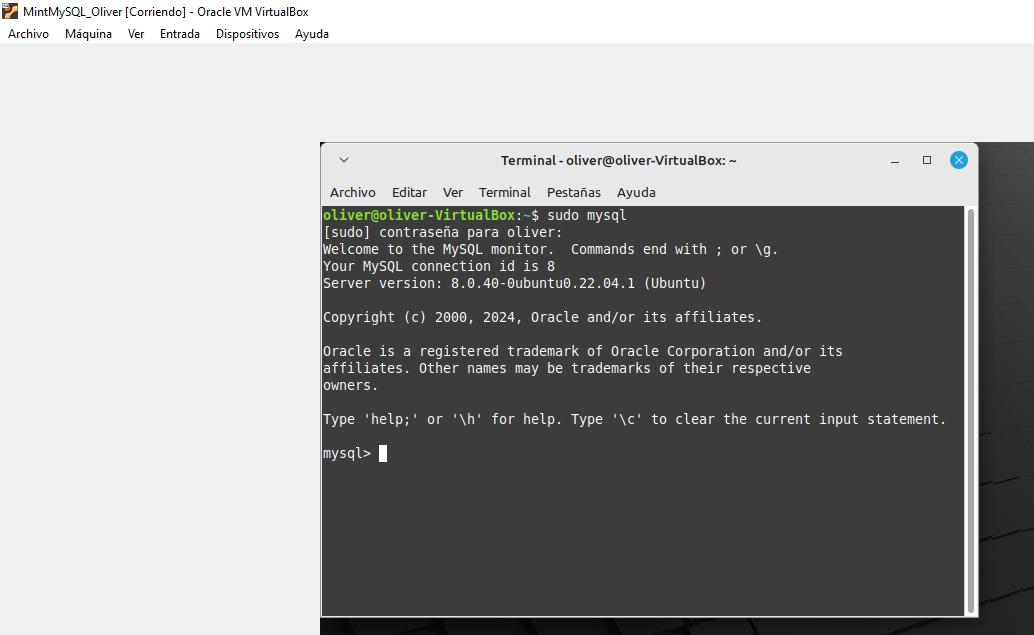 MintMySQL_Oliver [Corriendo] - Oracle VM VirtualBox
Archivo Máquina Ver Entrada Dispositivos Ayuda
Terminal - oliver@oliver-VirtualBox: ~
Archivo Editar Ver Terminal Pestañas Ayuda
oliver@oliver-VirtualBox:~$ sudo mysql
[sudo] contraseña para oliver:
Welcome to the MySQL monitor.  Commands end with ; or \g.
Your MySQL connection id is 8
Server version: 8.0.40-0ubuntu0.22.04.1 (Ubuntu)
Copyright (c) 2000, 2024, Oracle and/or its affiliates.
Oracle is a registered trademark of Oracle Corporation and/or its
affiliates. Other names may be trademarks of their respective
owners.
Type 'help;' or '\h' for help. Type '\c' to clear the current input statement.
mysql>